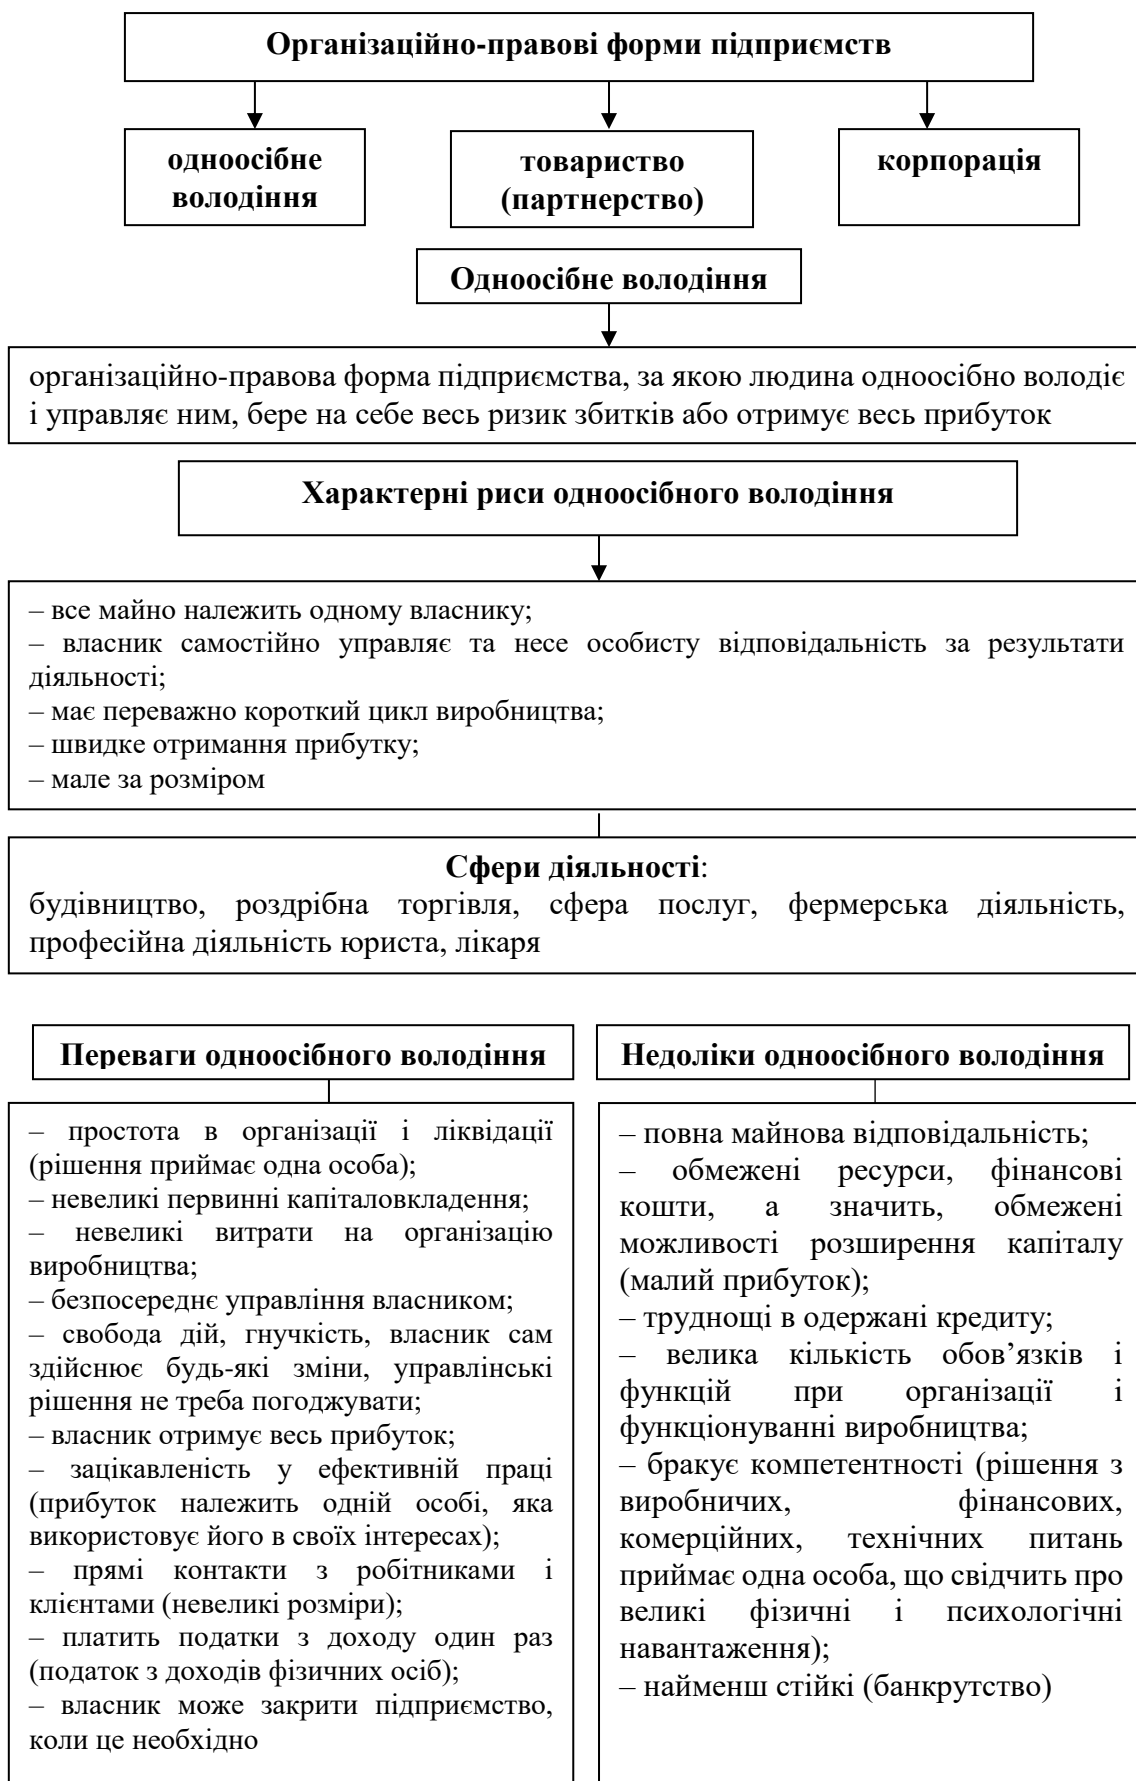 Організаційно-правові форми підприємств
одноосібне
володіння
товариство
(партнерство)
корпорація
Одноосібне володіння
організаційно-правова форма підприємства, за якою людина одноосібно володіє
і управляє ним, бере на себе весь ризик збитків або отримує весь прибуток
Характерні риси одноосібного володіння
– все майно належить одному власнику;
– власник самостійно управляє та несе особисту відповідальність за результати
діяльності;
– має переважно короткий цикл виробництва;
– швидке отримання прибутку;
– мале за розміром
Сфери діяльності:
будівництво, роздрібна торгівля, сфера послуг, фермерська діяльність,
професійна діяльність юриста, лікаря
Переваги одноосібного володіння
– простота в організації і ліквідації
(рішення приймає одна особа);
– невеликі первинні капіталовкладення;
– невеликі витрати на організацію
виробництва;
– безпосереднє управління власником;
– свобода дій, гнучкість, власник сам
здійснює будь-які зміни, управлінські
рішення не треба погоджувати;
– власник отримує весь прибуток;
– зацікавленість у ефективній праці
(прибуток належить одній особі, яка
використовує його в своїх інтересах);
– прямі контакти з робітниками і
клієнтами (невеликі розміри);
– платить податки з доходу один раз
(податок з доходів фізичних осіб);
– власник може закрити підприємство,
коли це необхідно
Недоліки одноосібного володіння
– повна майнова відповідальність;
– обмежені ресурси, фінансові
кошти, а значить, обмежені
можливості розширення капіталу
(малий прибуток);
– труднощі в одержані кредиту;
– велика кількість обов’язків і
функцій при організації і
функціонуванні виробництва;
– бракує компетентності (рішення з
виробничих, фінансових,
комерційних, технічних питань
приймає одна особа, що свідчить про
великі фізичні і психологічні
навантаження);
– найменш стійкі (банкрутство)